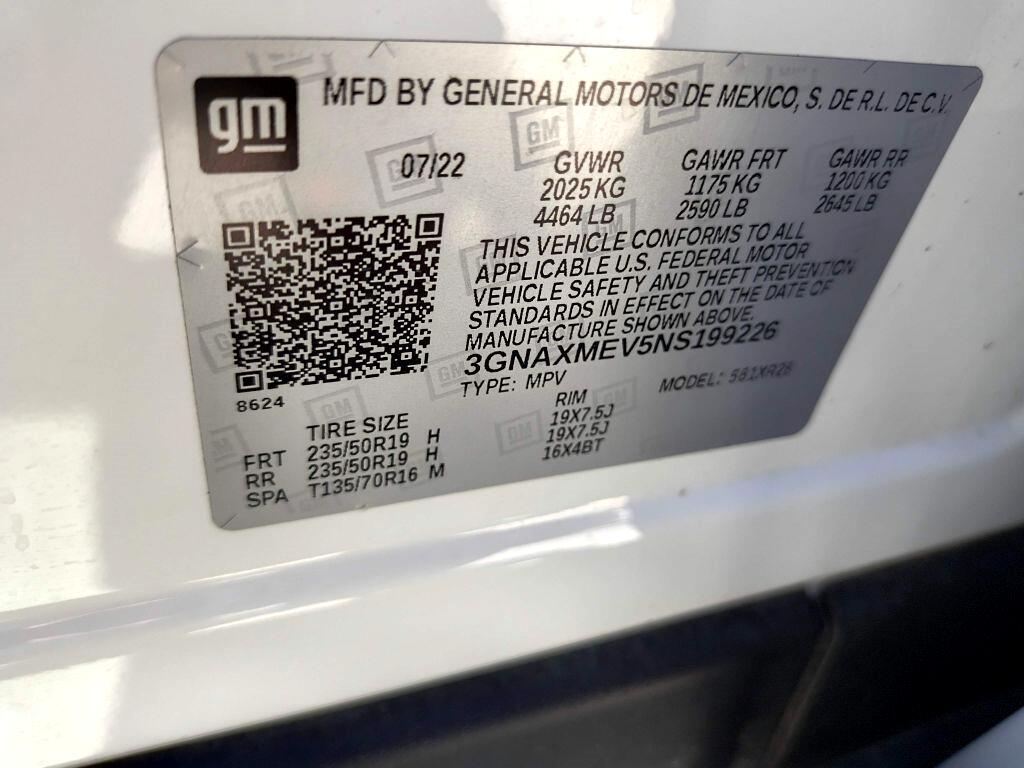 gm
MFD BY GENERAL MOTORS DE MEXICO, S. DE R.L. DE C.V.
07/22 GVWR GAWR FRT GAWR RR
2025 KG 1175 KG 1200 KG
4464 LB 2590 LB 2645 LB
THIS VEHICLE CONFORMS TO ALL
APPLICABLE U.S. FEDERAL MOTOR
VEHICLE SAFETY AND THEFT PREVENTION
STANDARDS IN EFFECT ON THE DATE OF
MANUFACTURE SHOWN ABOVE.
3GNAXMEV5NS199226
TYPE: MPV MODEL:
8624
TIRE SIZE RIM
FRT 235/50R19 H 19X7.5J
RR 235/50R19 H 19X7.5J
SPA T135/70R16 M 16X4BT